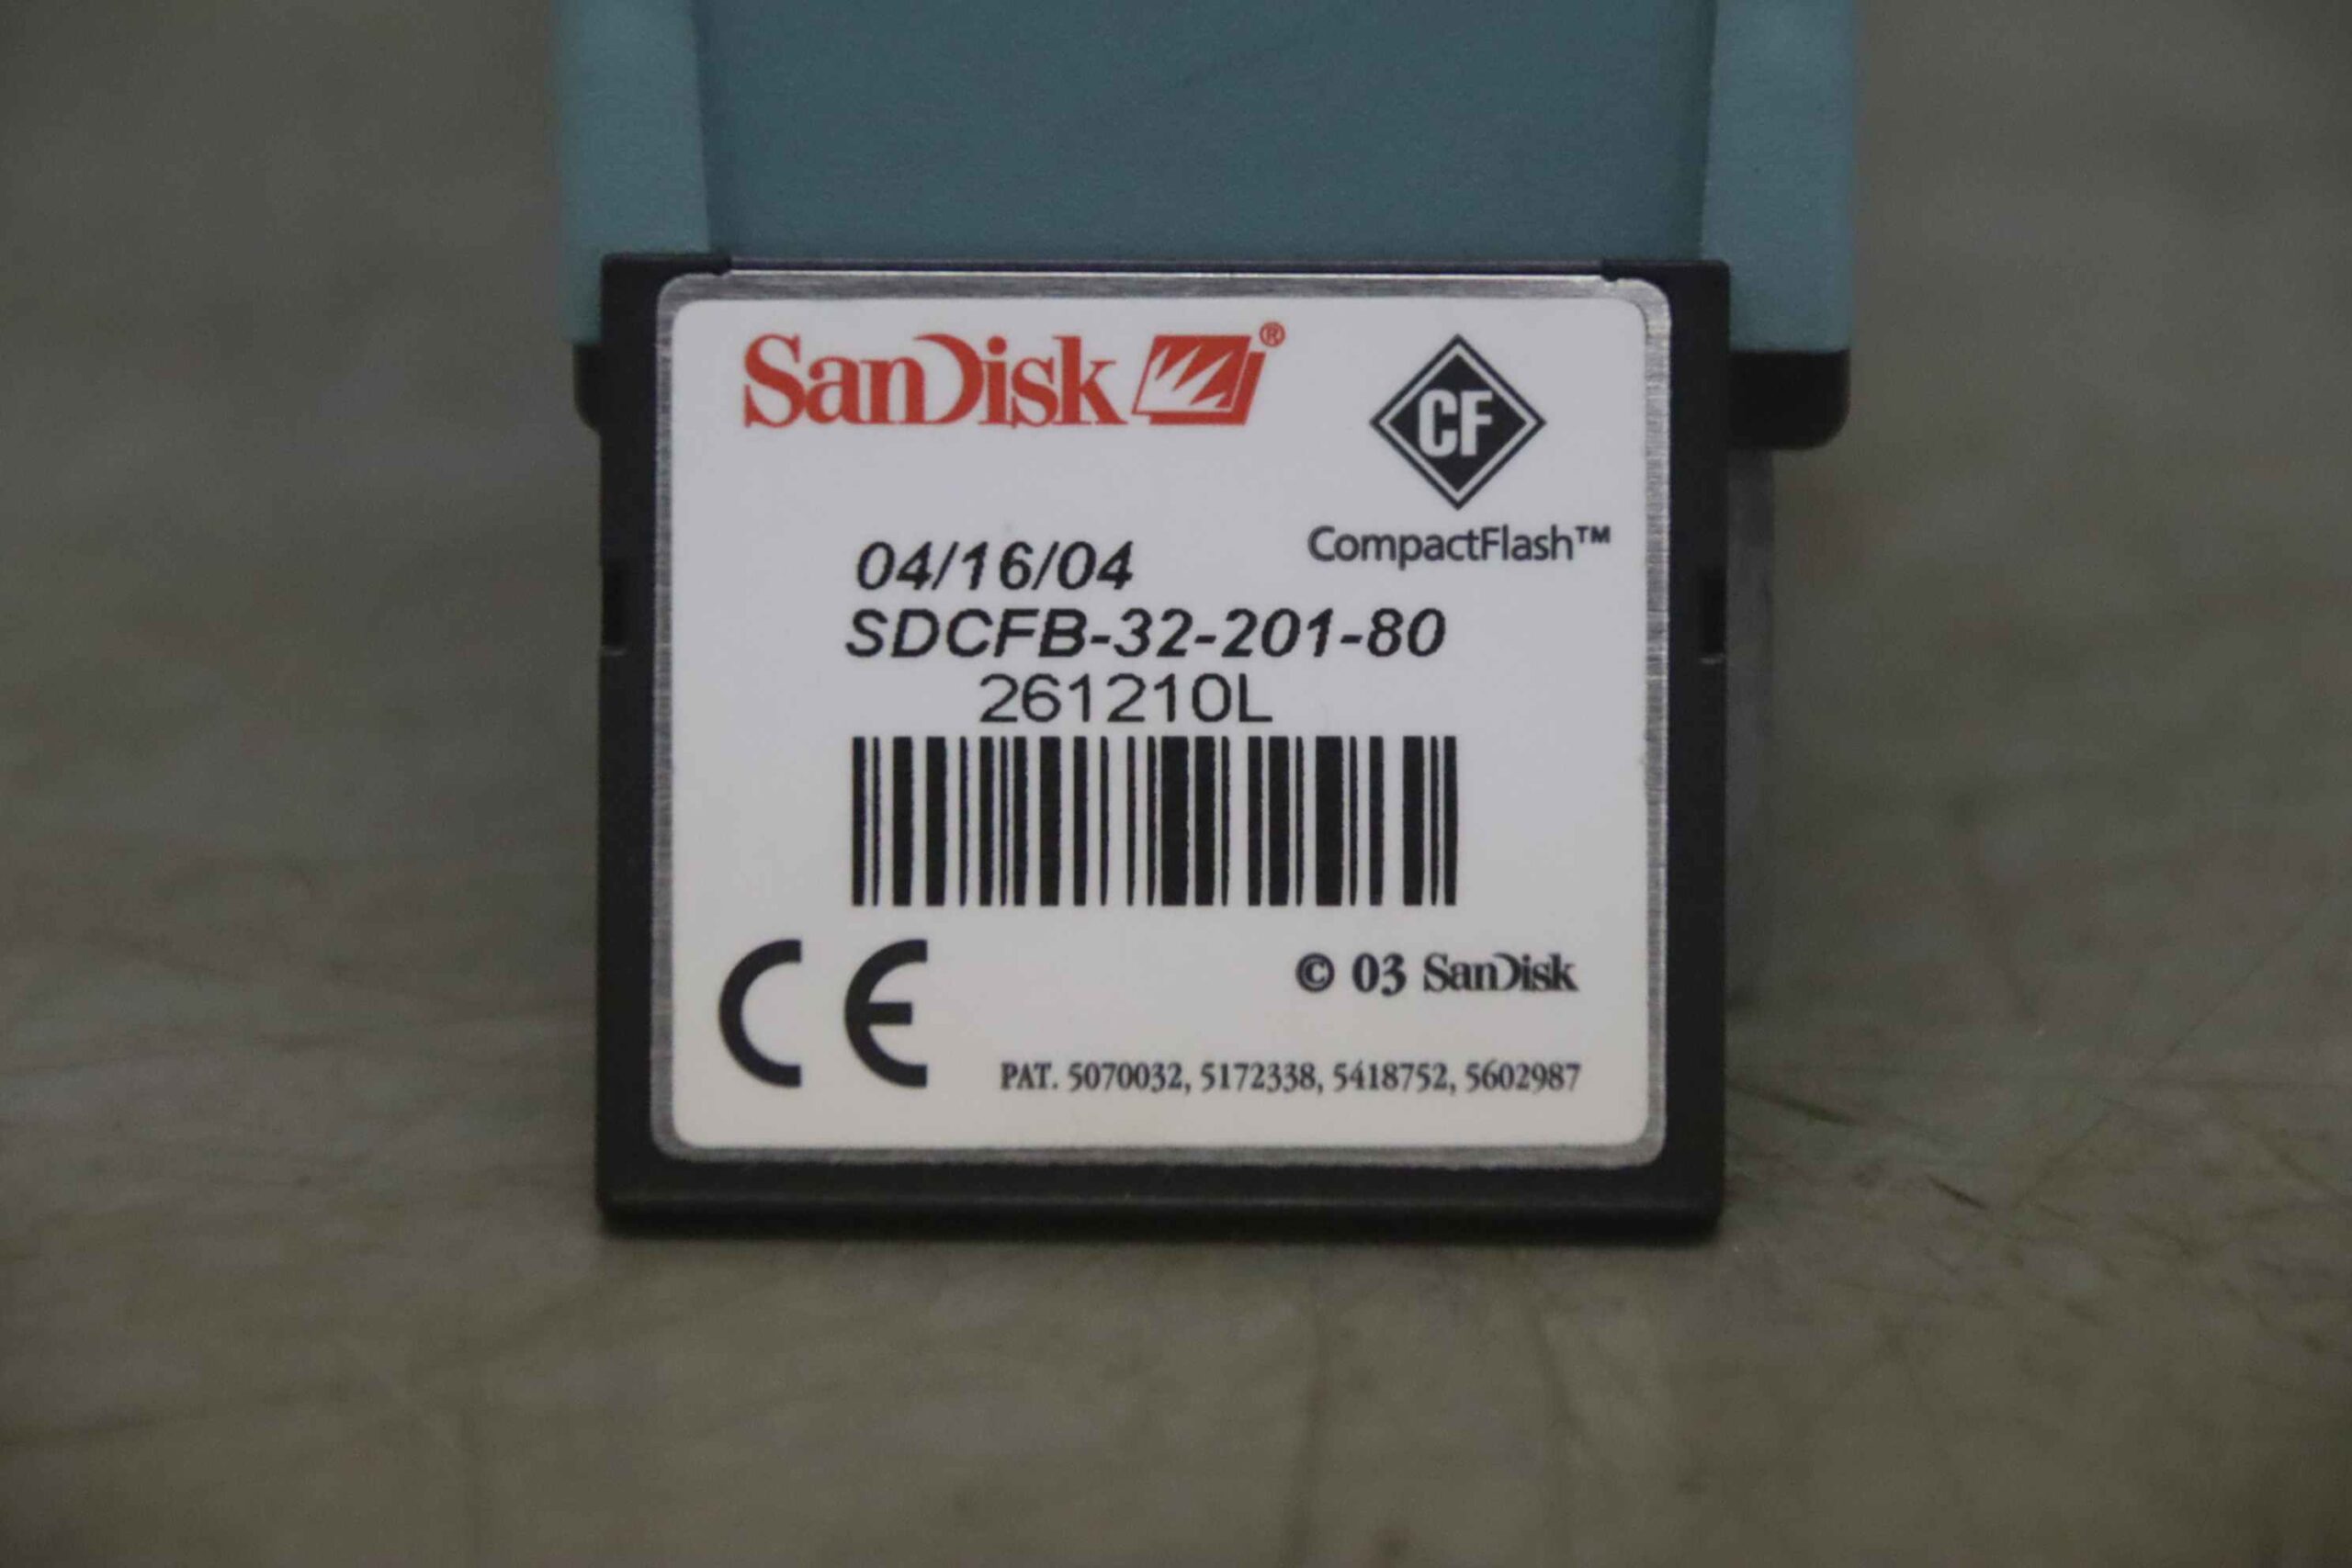 SanDisk ®
CF
CompactFlash™
04/16/04
SDCFB-32-201-80
261210L
CE
© 03 SanDisk
PAT. 5070032, 5172338, 5418752, 5602987